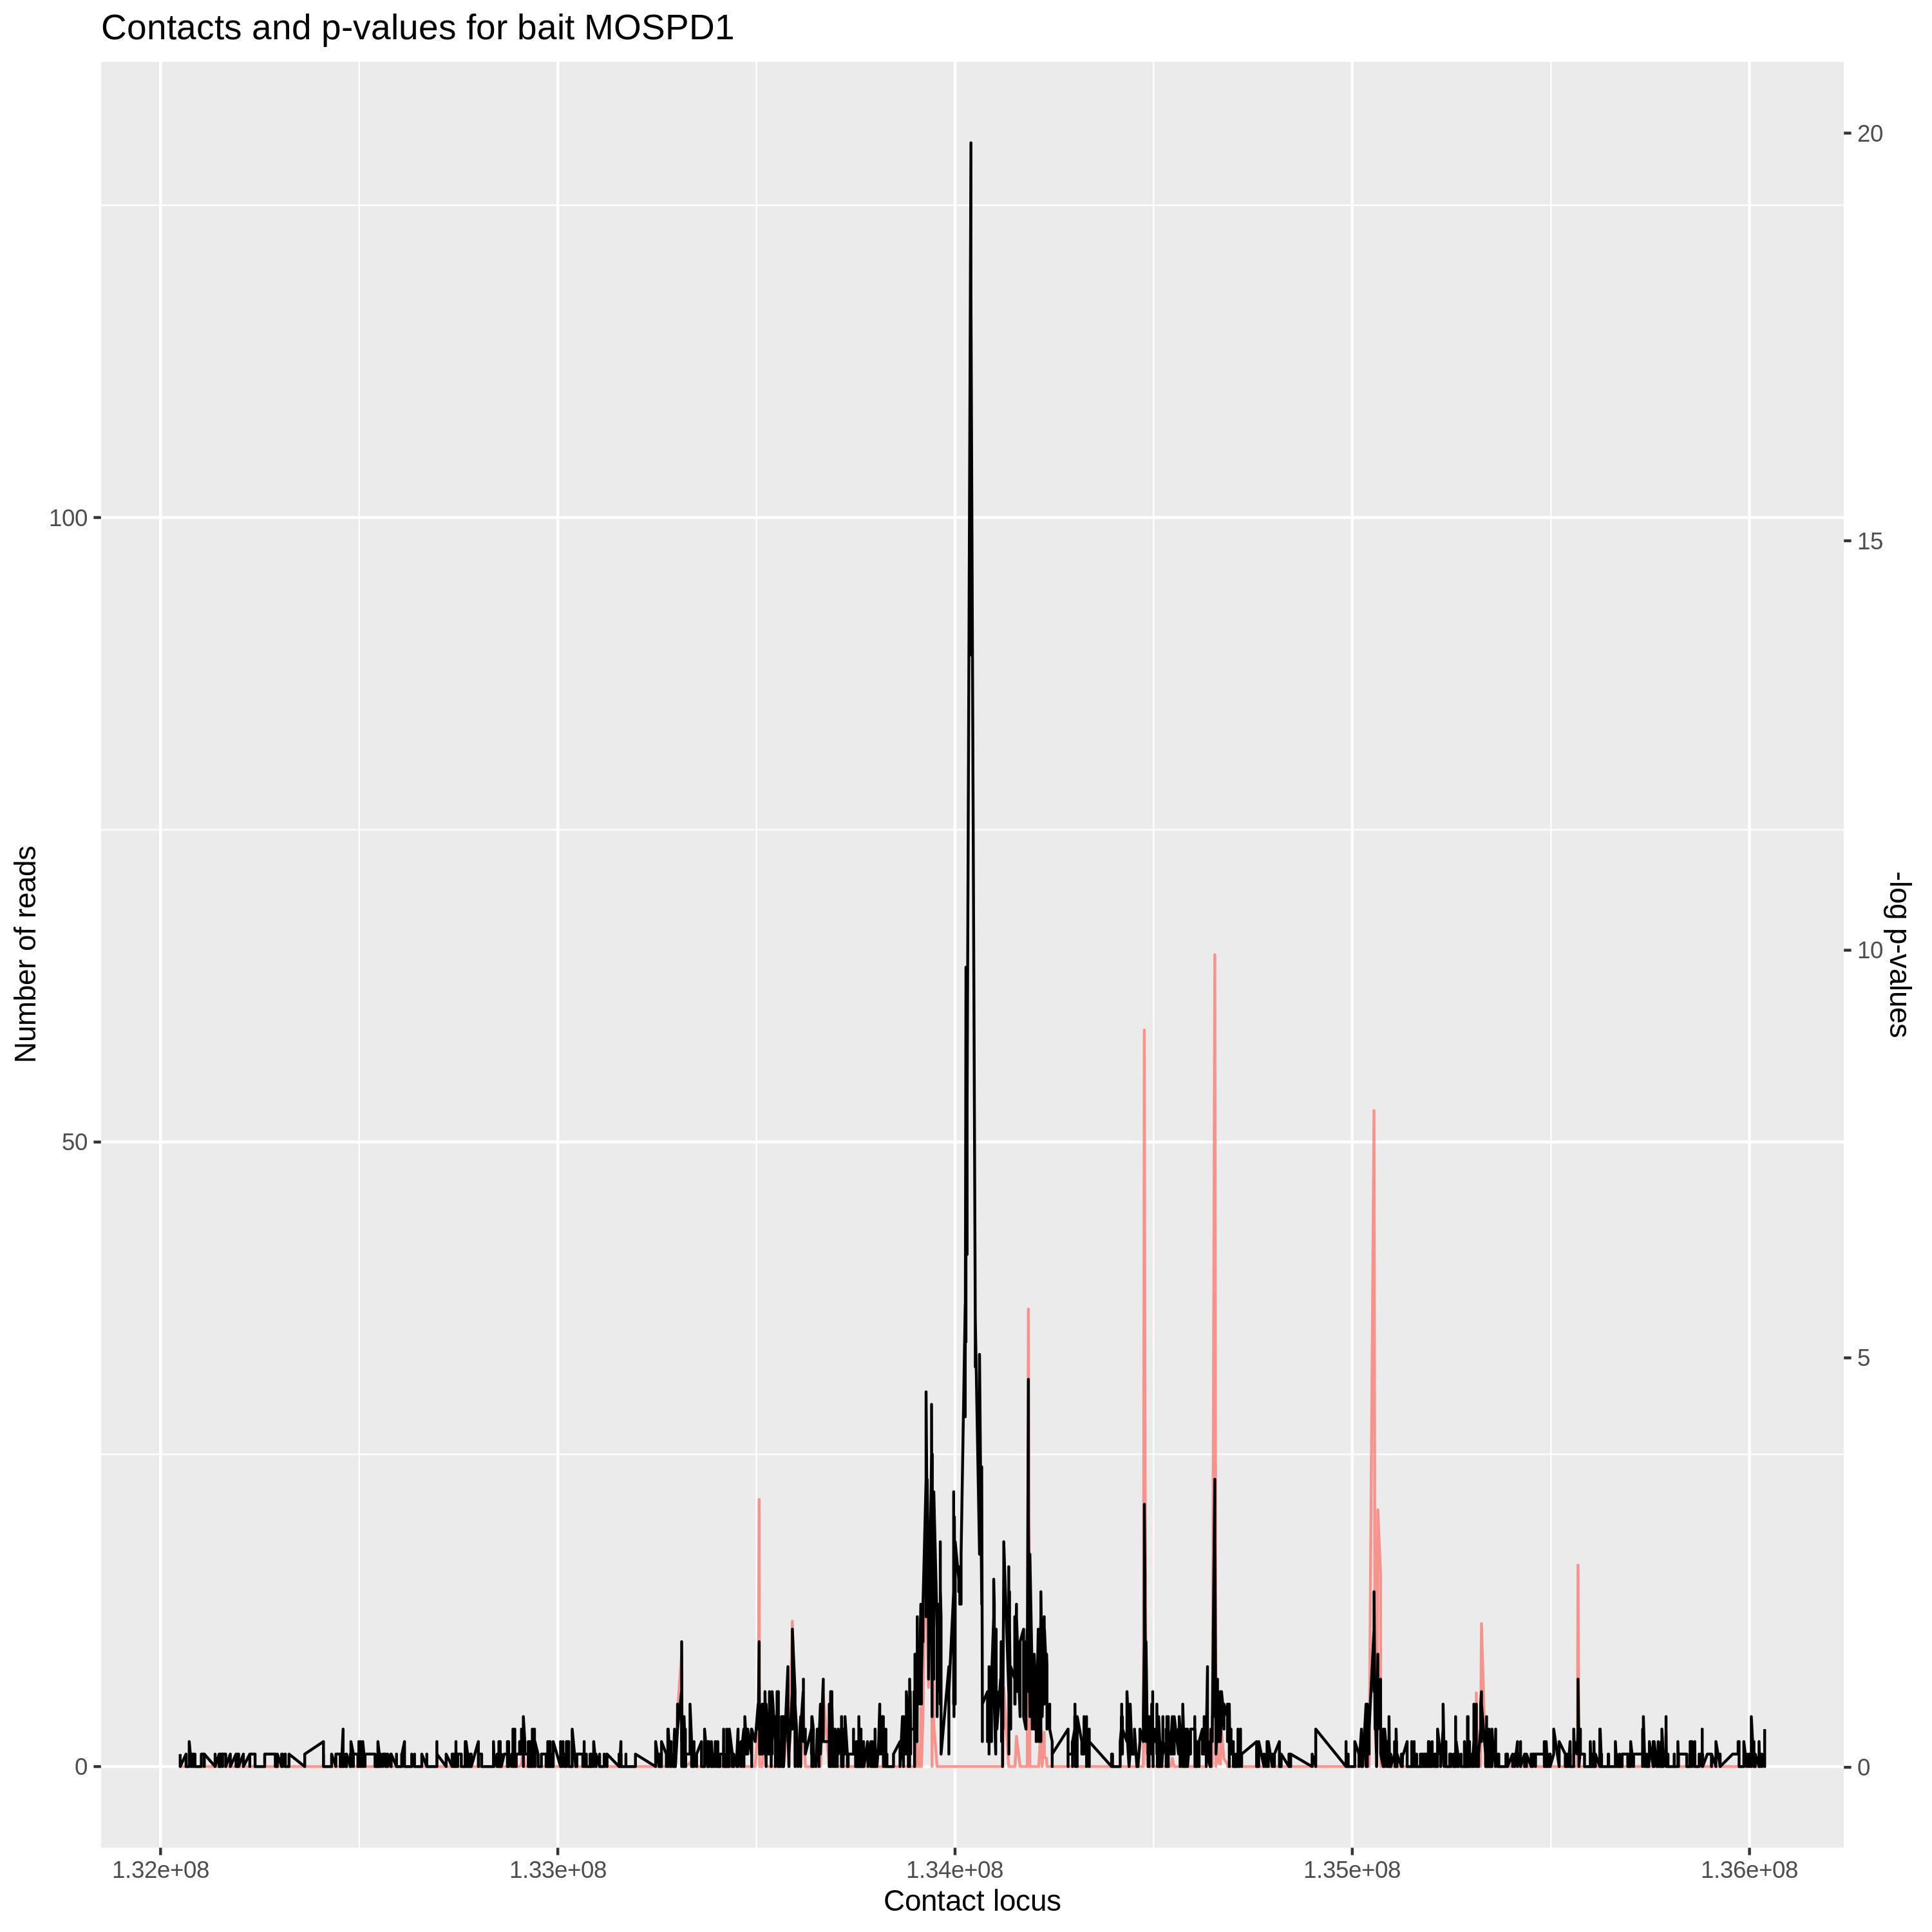 Contacts and p-values for bait MOSPD1
Number of reads
100
50
0
20
15
10
5
0
-log p-values
1.32e+08
1.33e+08
1.34e+08
1.35e+08
1.36e+08
Contact locus